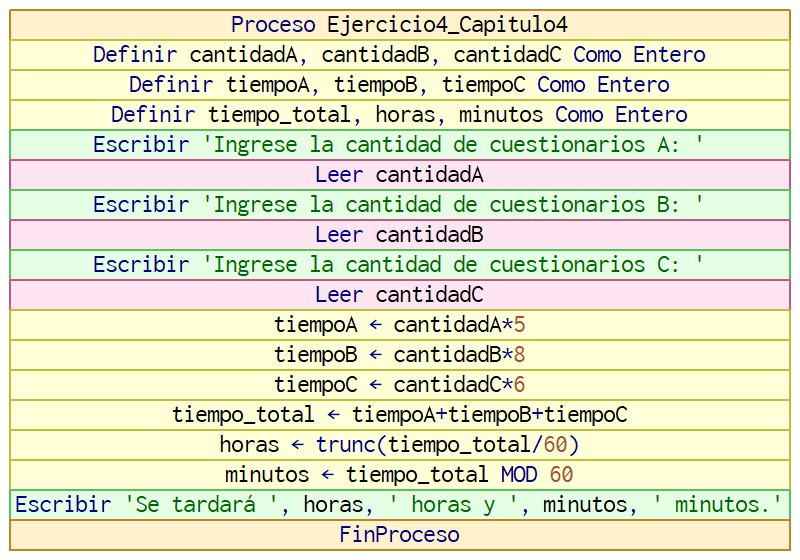 Proceso Ejercicio4_Capitulo4
Definir cantidadA, cantidadB, cantidadC Como Entero
Definir tiempoA, tiempoB, tiempoC Como Entero
Definir tiempo_total, horas, minutos Como Entero
Escribir 'Ingrese la cantidad de cuestionarios A: '
Leer cantidadA
Escribir 'Ingrese la cantidad de cuestionarios B: '
Leer cantidadB
Escribir 'Ingrese la cantidad de cuestionarios C: '
Leer cantidadC
tiempoA ← cantidadA*5
tiempoB ← cantidadB*8
tiempoC ← cantidadC*6
tiempo_total ← tiempoA+tiempoB+tiempoC
horas ← trunc(tiempo_total/60)
minutos ← tiempo_total MOD 60
Escribir 'Se tardará ', horas, ' horas y ', minutos, ' minutos.'
FinProceso